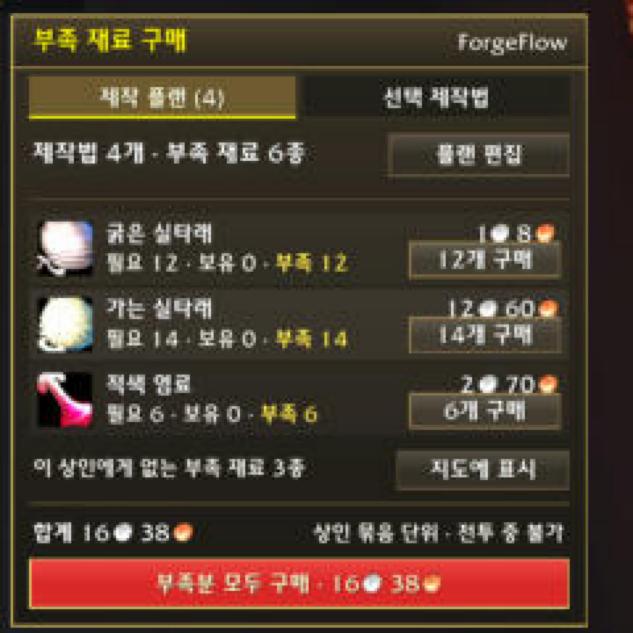 부족 재료 구매
ForgeFlow
제작 플랜 (4)
선택 제작법
제작법 4개 · 부족 재료 6종
플랜 편집
굵은 실타래
1 8
필요 12 · 보유 0 · 부족 12
12개 구매
가는 실타래
12 60
필요 14 · 보유 0 · 부족 14
14개 구매
적색 염료
2 70
필요 6 · 보유 0 · 부족 6
6개 구매
이 상인에게 없는 부족 재료 3종
지도에 표시
합계 16 38
상인 묶음 단위 · 전투 중 불가
부족분 모두 구매 · 16 38